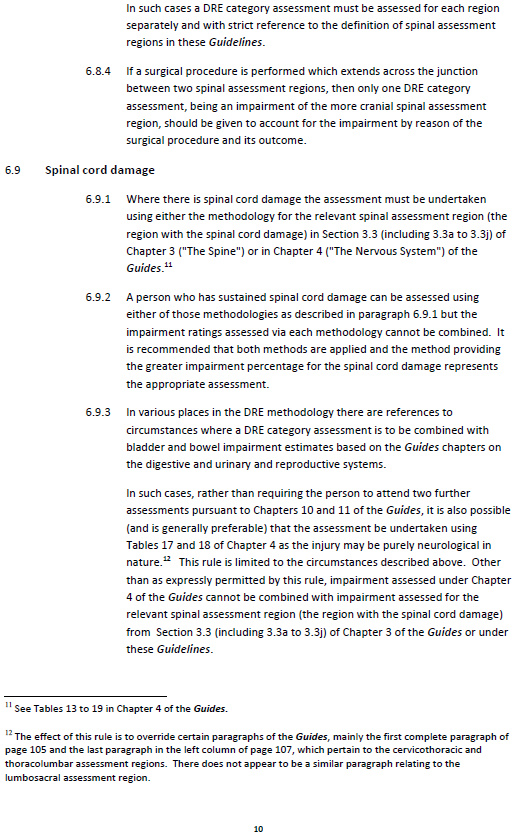 In such cases a DRE category assessment must be assessed for each region
separately and with strict reference to the definition of spinal assessment
regions in these Guidelines.
6.8.4 If a surgical procedure is performed which extends across the junction
between two spinal assessment regions, then only one DRE category
assessment, being an impairment of the more cranial spinal assessment
region, should be given to account for the impairment by reason of the
surgical procedure and its outcome.
6.9 Spinal cord damage
6.9.1 Where there is spinal cord damage the assessment must be undertaken
using either the methodology for the relevant spinal assessment region (the
region with the spinal cord damage) in Section 3.3 (including 3.3a to 3.3j) of
Chapter 3 ("The Spine") or in Chapter 4 ("The Nervous System") of the
Guides.11
6.9.2 A person who has sustained spinal cord damage can be assessed using
either of those methodologies as described in paragraph 6.9.1 but the
impairment ratings assessed via each methodology cannot be combined. It
is recommended that both methods are applied and the method providing
the greater impairment percentage for the spinal cord damage represents
the appropriate assessment.
6.9.3 In various places in the DRE methodology there are references to
circumstances where a DRE category assessment is to be combined with
bladder and bowel impairment estimates based on the Guides chapters on
the digestive and urinary and reproductive systems.
In such cases, rather than requiring the person to attend two further
assessments pursuant to Chapters 10 and 11 of the Guides, it is also possible
(and is generally preferable) that the assessment be undertaken using
Tables 17 and 18 of Chapter 4 as the injury may be purely neurological in
nature.12 This rule is limited to the circumstances described above. Other
than as expressly permitted by this rule, impairment assessed under Chapter
4 of the Guides cannot be combined with impairment assessed for the
relevant spinal assessment region (the region with the spinal cord damage)
from Section 3.3 (including 3.3a to 3.3j) of Chapter 3 of the Guides or under
these Guidelines.
11 See Tables 13 to 19 in Chapter 4 of the Guides.
12 The effect of this rule is to override certain paragraphs of the Guides, mainly the first complete paragraph of
page 105 and the last paragraph in the left column of page 107, which pertain to the cervicothoracic and
thoracolumbar assessment regions. There does not appear to be a similar paragraph relating to the
lumbosacral assessment region.
10